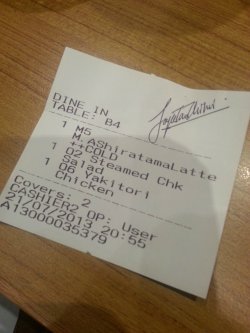 DINE IN
TABLE: B4
1 M5
M.AShiratamaLatte
++COLD
1 02 Steamed Chk
Salad
1 06 Yakitori
Chicken
Covers: 2
CASHIER2 OP: User
21/07/2013 20:55
A13000035379